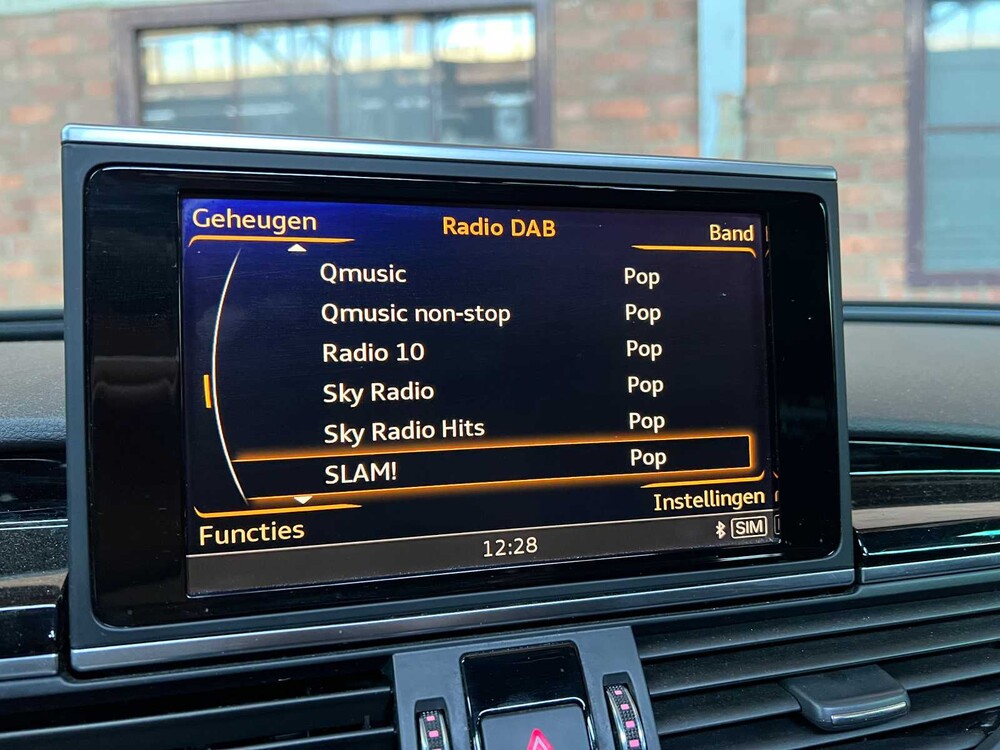 Geheugen Radio DAB Band
Qmusic Pop
Qmusic non-stop Pop
Radio 10 Pop
Sky Radio Pop
Sky Radio Hits Pop
SLAM! Pop
Functies Instellingen
12:28 SIM